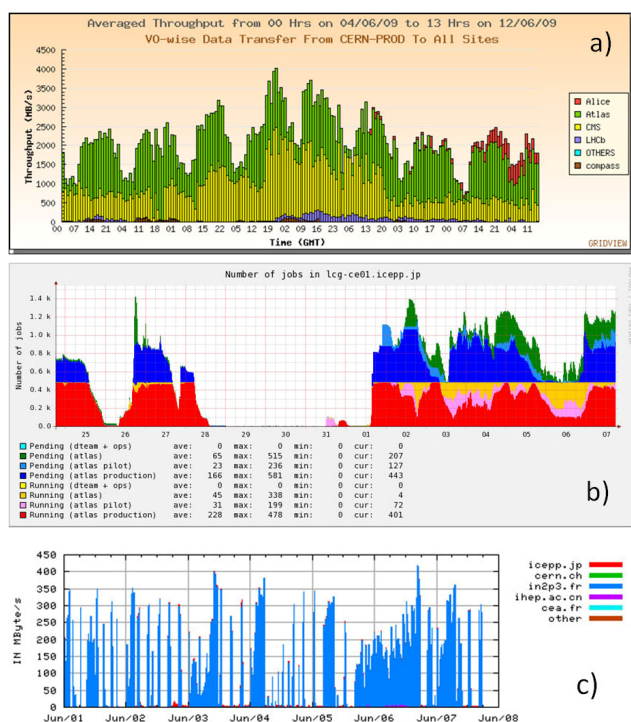 Averaged Throughput from 00 Hrs on 04/06/09 to 13 Hrs on 12/06/09
a)
VO-wise Data Transfer From CERN-PROD To All Sites
Throughput (MB/s)
4500
4000
3500
3000
2500
2000
1500
1000
500
0
Alice
Atlas
CMS
LHCb
OTHERS
compass
00 07 14 21 04 11 18 01 08 15 22 05 12 19 02 09 16 23 06 13 20 03 10 17 00 07 14 21 04 11
Time (GMT)
GRIDVIEW
Number of jobs in lcg-ce01.icepp.jp
Number of jobs
1.4 k
1.2 k
1.0 k
0.8 k
0.6 k
0.4 k
0.2 k
0.0
25 26 27 28 29 30 31 01 02 03 04 05 06 07
Pending (dteam + ops) ave: 0 max: 0 min: 0 cur: 0
Pending (atlas) ave: 65 max: 515 min: 0 cur: 207
Pending (atlas pilot) ave: 23 max: 236 min: 0 cur: 127
Pending (atlas production) ave: 166 max: 581 min: 0 cur: 443
Running (dteam + ops) ave: 0 max: 0 min: 0 cur: 0
Running (atlas) ave: 45 max: 338 min: 0 cur: 4
Running (atlas pilot) ave: 31 max: 199 min: 0 cur: 72
Running (atlas production) ave: 228 max: 478 min: 0 cur: 401
b)
IN MByte/s
450
400
350
300
250
200
150
100
50
0
icepp.jp
cern.ch
in2p3.fr
ihep.ac.cn
cea.fr
other
Jun/01 Jun/02 Jun/03 Jun/04 Jun/05 Jun/06 Jun/07 Jun/08
c)